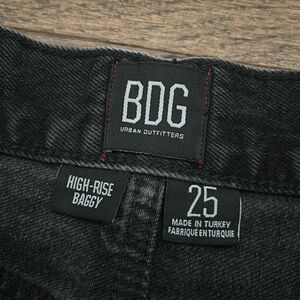 BDG
URBAN OUTFITTERS
HIGH-RISE
BAGGY
25
MADE IN TURKEY
FABRIQUE EN TURQUIE